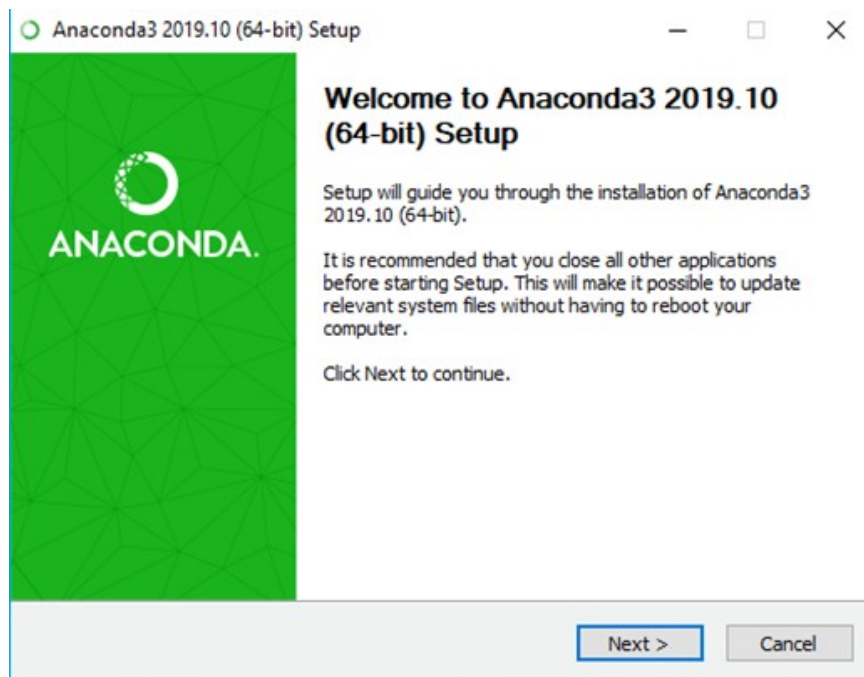 Anaconda3 2019.10 (64-bit) Setup
ANACONDA.
Welcome to Anaconda3 2019.10
(64-bit) Setup
Setup will guide you through the installation of Anaconda3
2019.10 (64-bit).
It is recommended that you close all other applications
before starting Setup. This will make it possible to update
relevant system files without having to reboot your
computer.
Click Next to continue.
Next >
Cancel